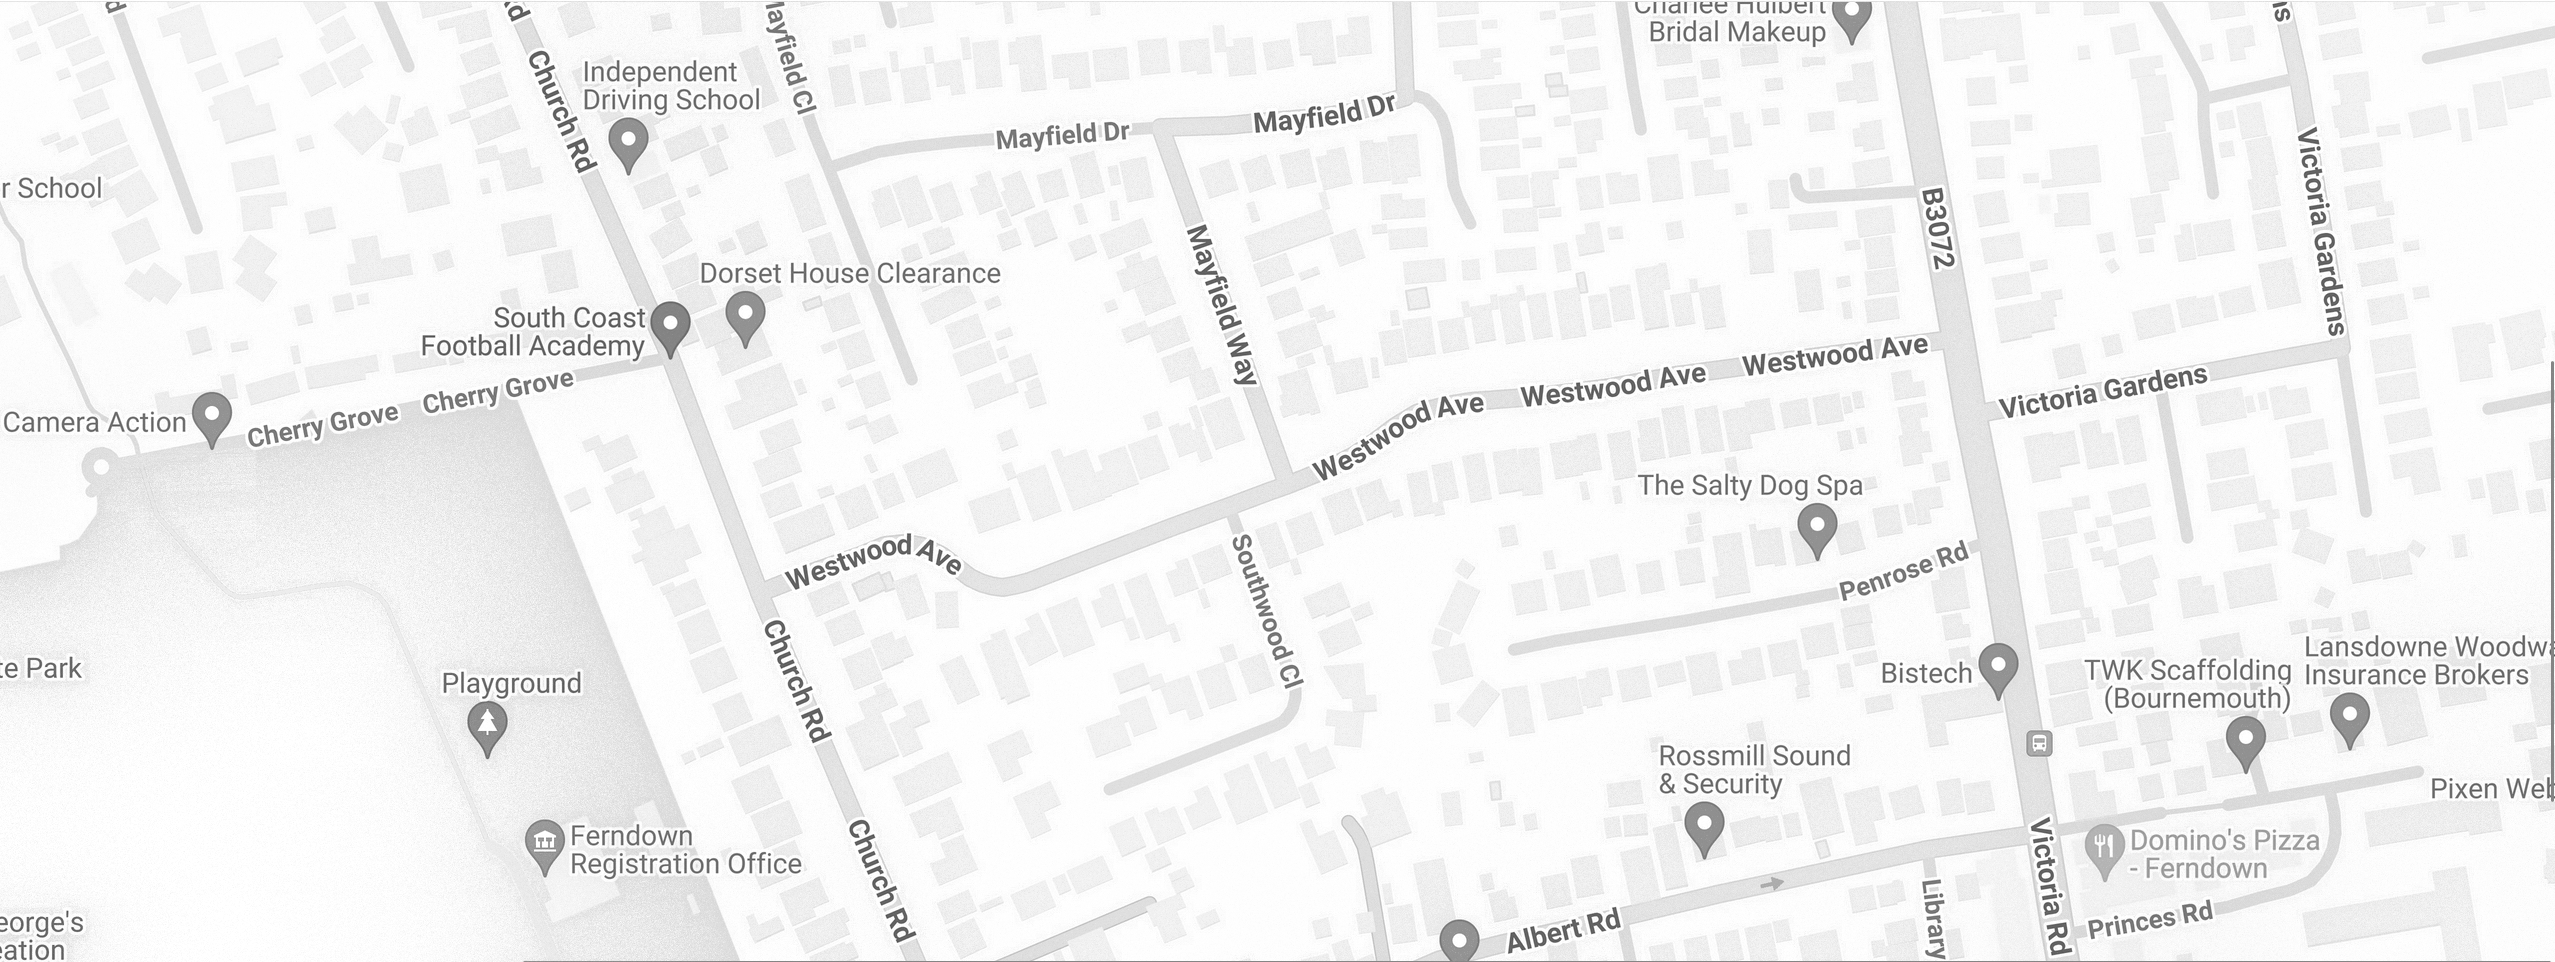 Charlee Hulbert
Bridal Makeup
Church Rd
Mayfield Cl
Independent
Driving School
Mayfield Dr
Mayfield Dr
r School
Victoria Gardens
B3072
Mayfield Way
Dorset House Clearance
South Coast
Football Academy
Westwood Ave
Westwood Ave
Westwood Ave
Victoria Gardens
Cherry Grove
Cherry Grove
Camera Action
The Salty Dog Spa
Westwood Ave
Southwood Cl
Penrose Rd
Church Rd
te Park
Playground
Bistech
TWK Scaffolding
(Bournemouth)
Lansdowne Woodwa
Insurance Brokers
Rossmill Sound
& Security
Pixen Web
Ferndown
Registration Office
Church Rd
Victoria Rd
Domino's Pizza
- Ferndown
Library
Albert Rd
Princes Rd
eorge's
eation